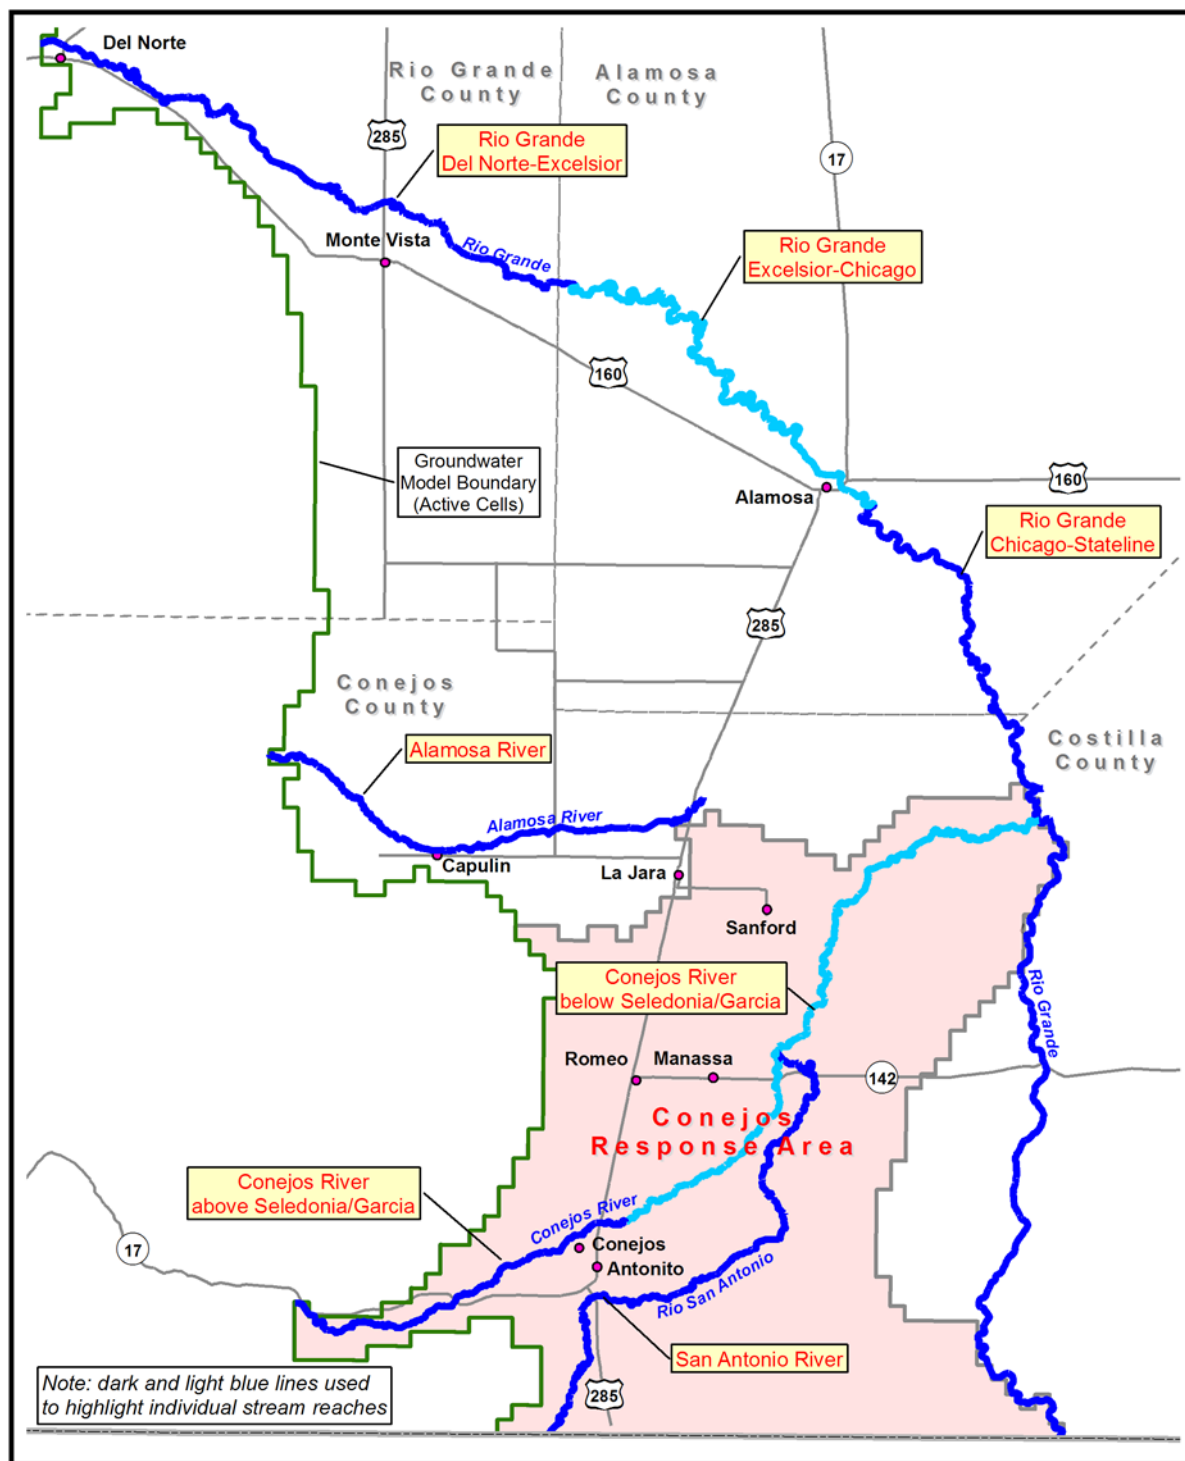 Del Norte
Rio Grande
County
Alamosa
County
285
Rio Grande
Del Norte-Excelsior
17
Monte Vista
Rio Grande
Rio Grande
Excelsior-Chicago
160
Groundwater
Model Boundary
(Active Cells)
160
Alamosa
Rio Grande
Chicago-Stateline
285
Conejos
County
Costilla
County
Alamosa River
Alamosa River
Capulin
La Jara
Sanford
Conejos River
below Seledonia/Garcia
Rio Grande
Romeo
Manassa
142
Conejos
Response Area
Conejos River
above Seledonia/Garcia
Conejos River
17
Conejos
Antonito
Rio San Antonio
San Antonio River
285
Note: dark and light blue lines used
to highlight individual stream reaches